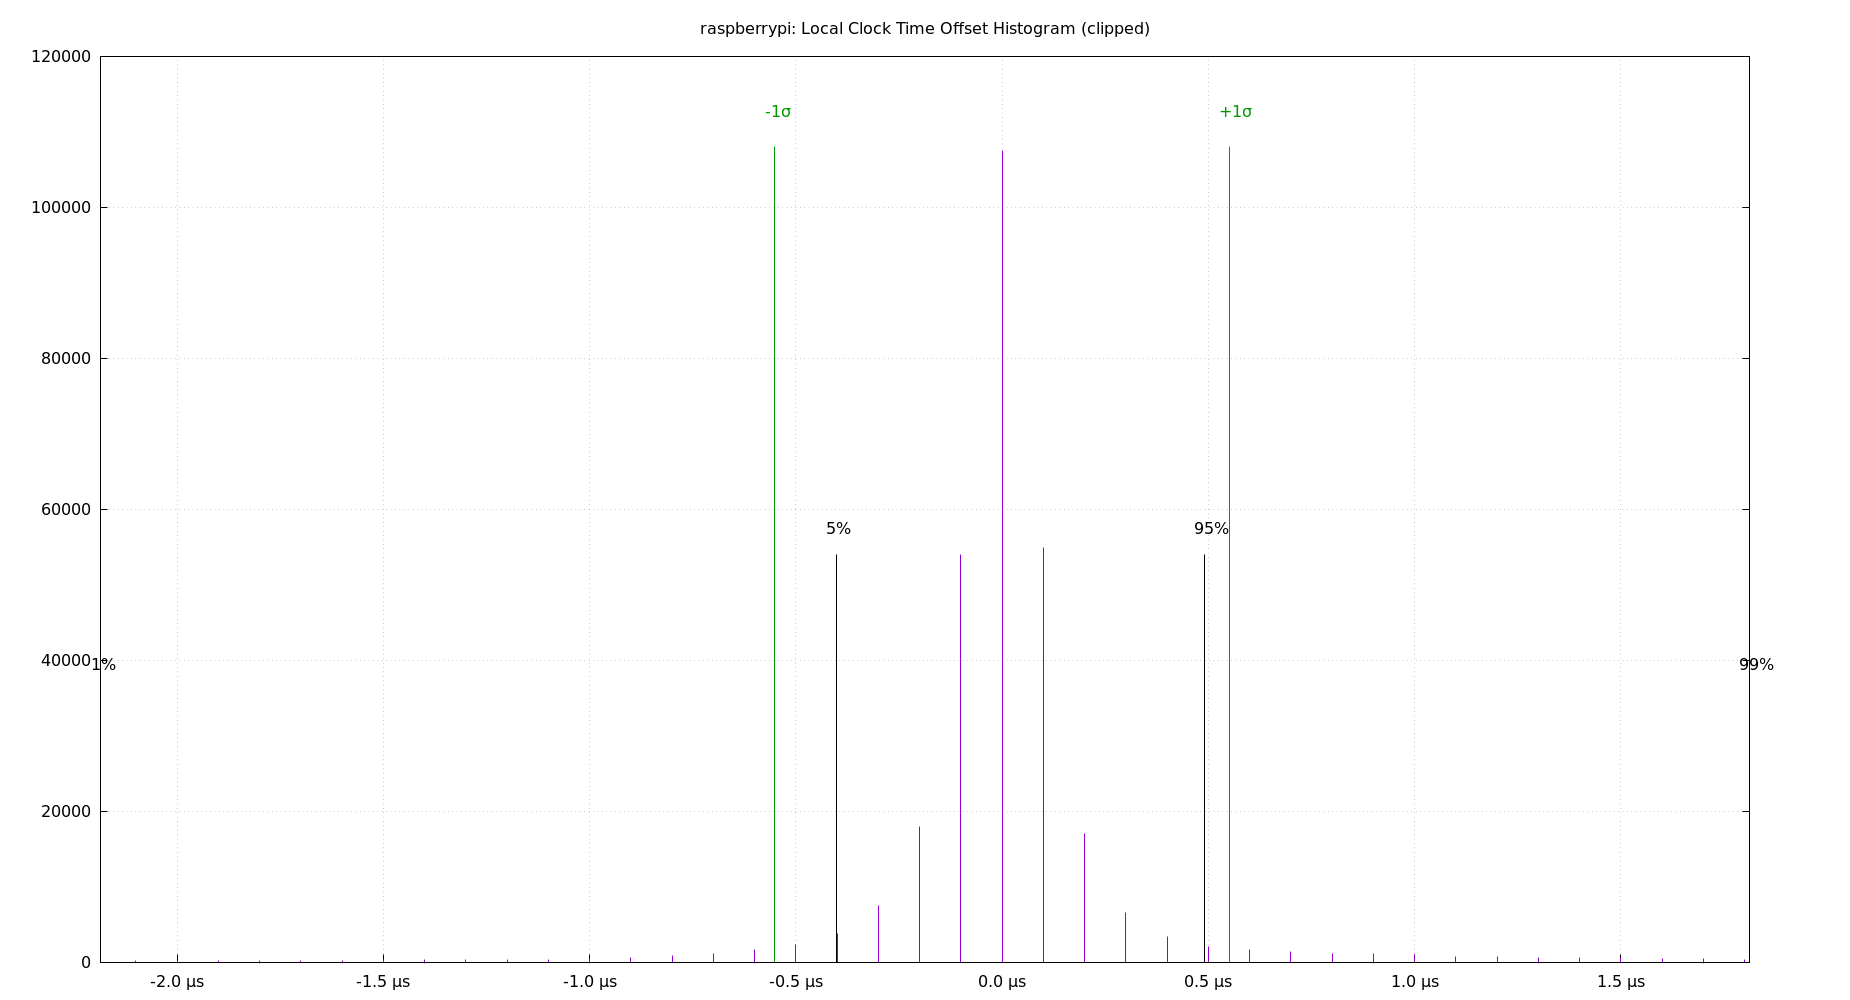 raspberrypi: Local Clock Time Offset Histogram (clipped)
120000
-1σ
+1σ
100000
80000
60000
5%
95%
40000
1%
99%
20000
0
-2.0 µs
-1.5 µs
-1.0 µs
-0.5 µs
0.0 µs
0.5 µs
1.0 µs
1.5 µs